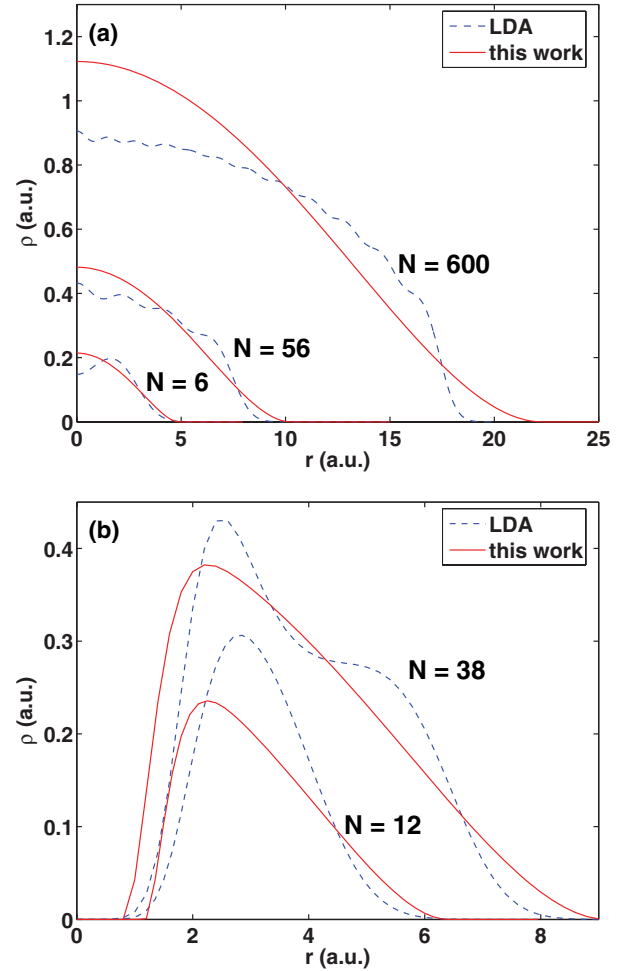 (a)
LDA
this work
1.2
1
0.8
0.6
0.4
0.2
0
ρ (a.u.)
N = 600
N = 56
N = 6
0 5 10 15 20 25
r (a.u.)
(b)
LDA
this work
0.4
0.3
0.2
0.1
0
ρ (a.u.)
N = 38
N = 12
0 2 4 6 8
r (a.u.)